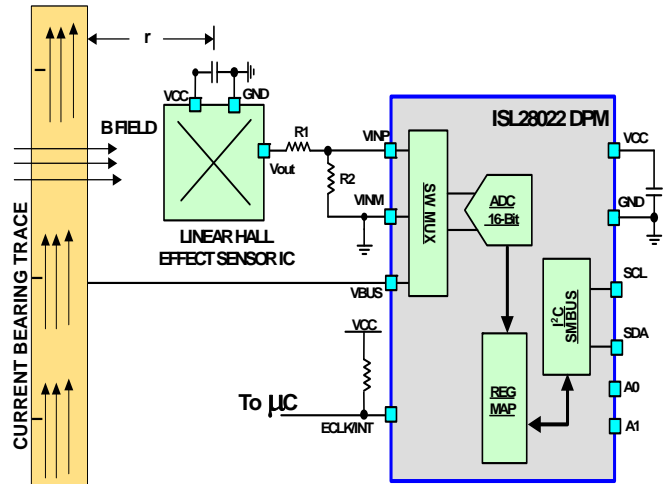 r
VCC
GND
ISL28022 DPM
B FIELD
R1
VINP
VCC
Vout
R2
SW MUX
ADC
16-Bit
VINM
GND
LINEAR HALL
EFFECT SENSOR IC
VBUS
I²C
SMBUS
SCL
SDA
VCC
REG
MAP
A0
To µC
ECLK/INT
A1
CURRENT BEARING TRACE
I
I
I